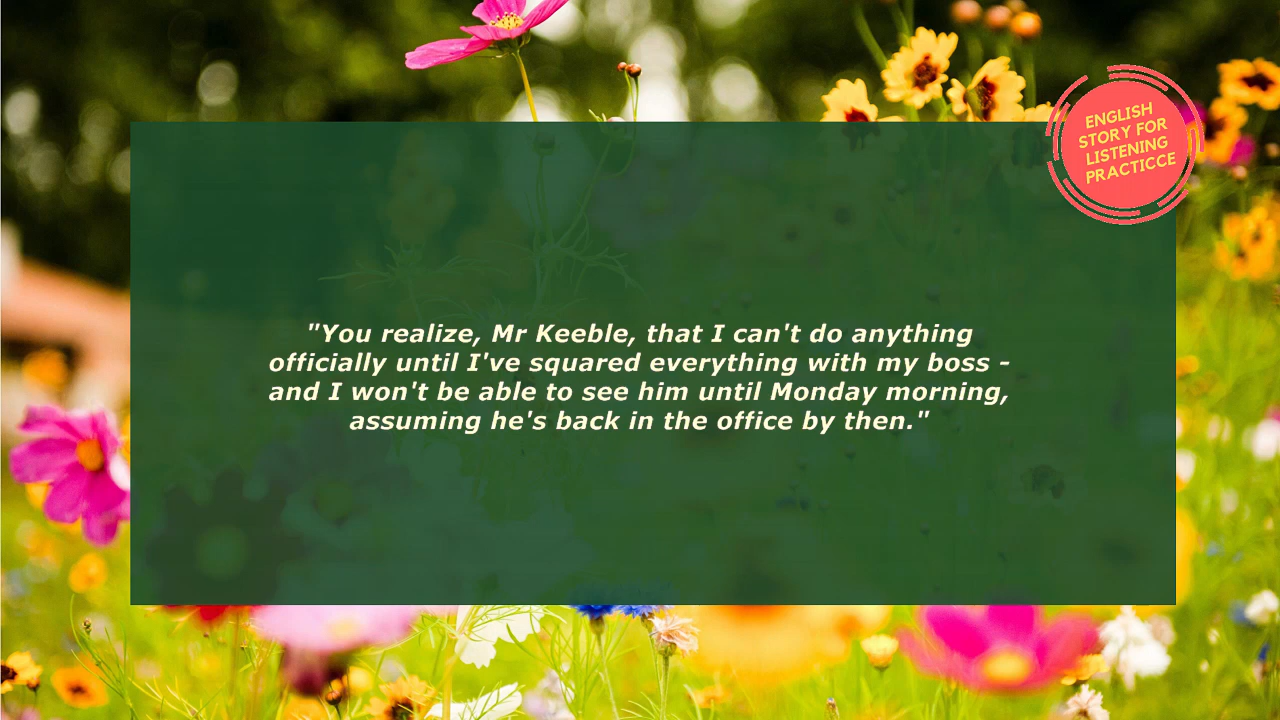 ENGLISH
STORY FOR
LISTENING
PRACTICCE
"You realize, Mr Keeble, that I can't do anything
officially until I've squared everything with my boss -
and I won't be able to see him until Monday morning,
assuming he's back in the office by then."